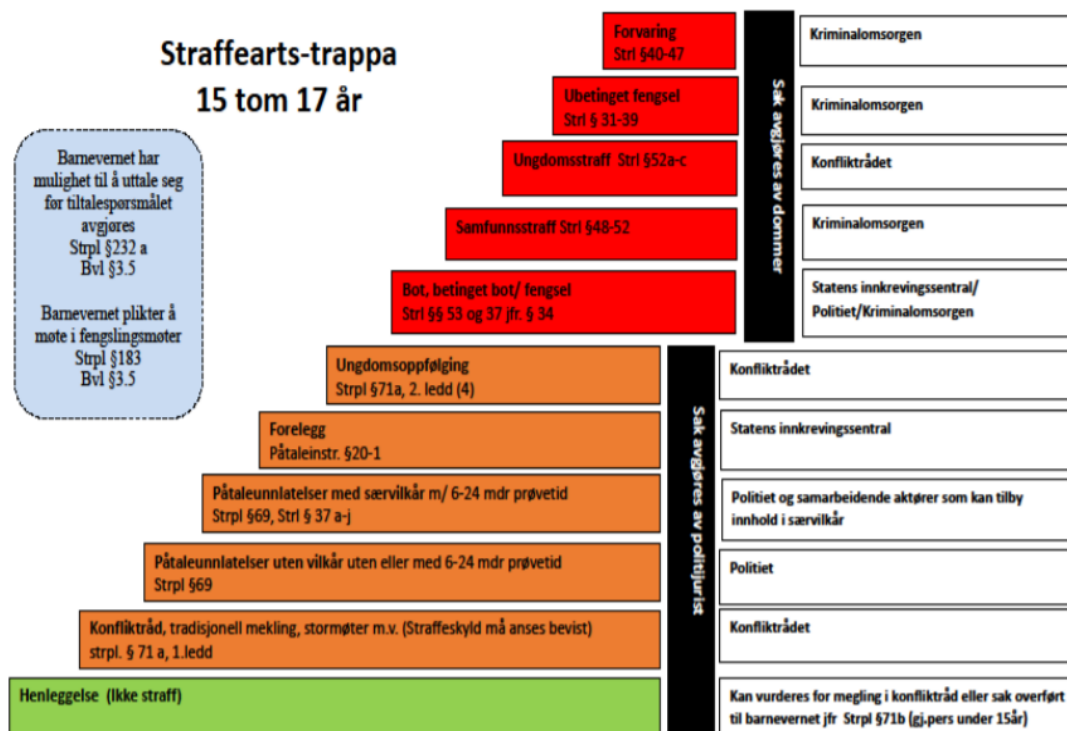 Straffearts-trappa
15 tom 17 år
Barnevernet har
mulighet til å uttale seg
før tiltalespørsmålet
avgjøres
Strpl §232 a
Bvl §3.5
Barnevernet plikter å
møte i fengslingsmøter
Strpl §183
Bvl §3.5
Forvaring
Strl §40-47
Kriminalomsorgen
Ubetinget fengsel
Strl § 31-39
Kriminalomsorgen
Ungdomsstraff Strl §52a-c
Konfliktrådet
Samfunnsstraff Strl §48-52
Kriminalomsorgen
Bot, betinget bot/ fengsel
Strl §§ 53 og 37 jfr. § 34
Statens innkrevingssentral/
Politiet/Kriminalomsorgen
Sak avgjøres av dommer
Ungdomsoppfølging
Strpl §71a, 2. ledd (4)
Konfliktrådet
Forelegg
Påtaleinstr. §20-1
Statens innkrevingssentral
Påtaleunnlatelser med særvilkår m/ 6-24 mdr prøvetid
Strpl §69, Strl § 37 a-j
Politiet og samarbeidende aktører som kan tilby
innhold i særvilkår
Påtaleunnlatelser uten vilkår uten eller med 6-24 mdr prøvetid
Strpl §69
Politiet
Konfliktråd, tradisjonell mekling, stormøter m.v. (Straffeskyld må anses bevist)
strpl. § 71 a, 1.ledd
Konfliktrådet
Sak avgjøres av politijurist
Henleggelse (Ikke straff)
Kan vurderes for megling i konfliktråd eller sak overført
til barnevernet jfr Strpl §71b (gj.pers under 15år)